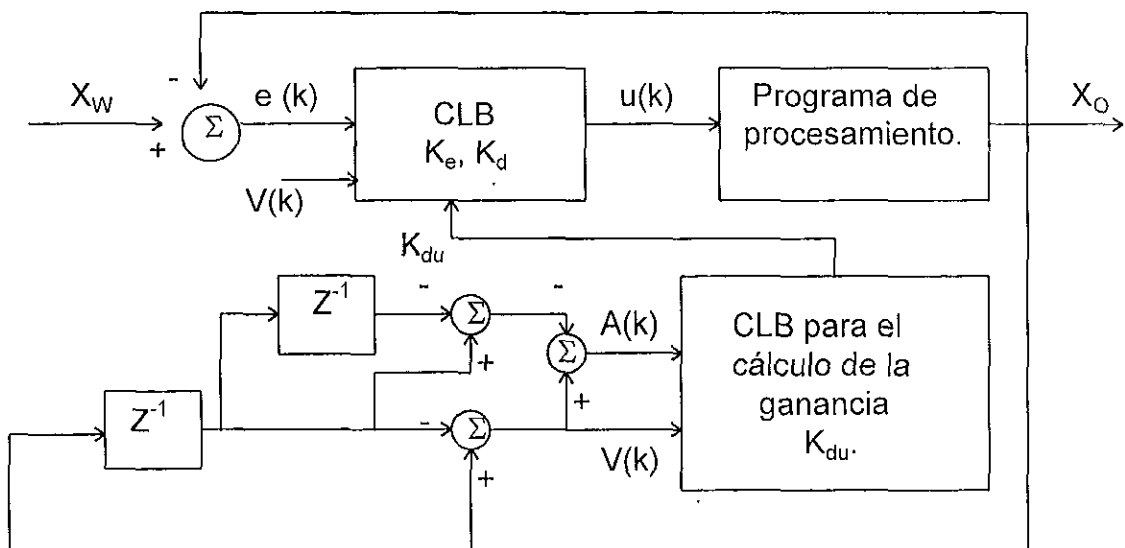 -
X_W
+
Σ
e (k)
V(k)
CLB
K_e, K_d
u(k)
Programa de
procesamiento.
X_O
K_du
Z^-1
-
Σ
+
-
Σ
+
A(k)
Z^-1
-
Σ
+
V(k)
CLB para el
cálculo de la
ganancia
K_du.